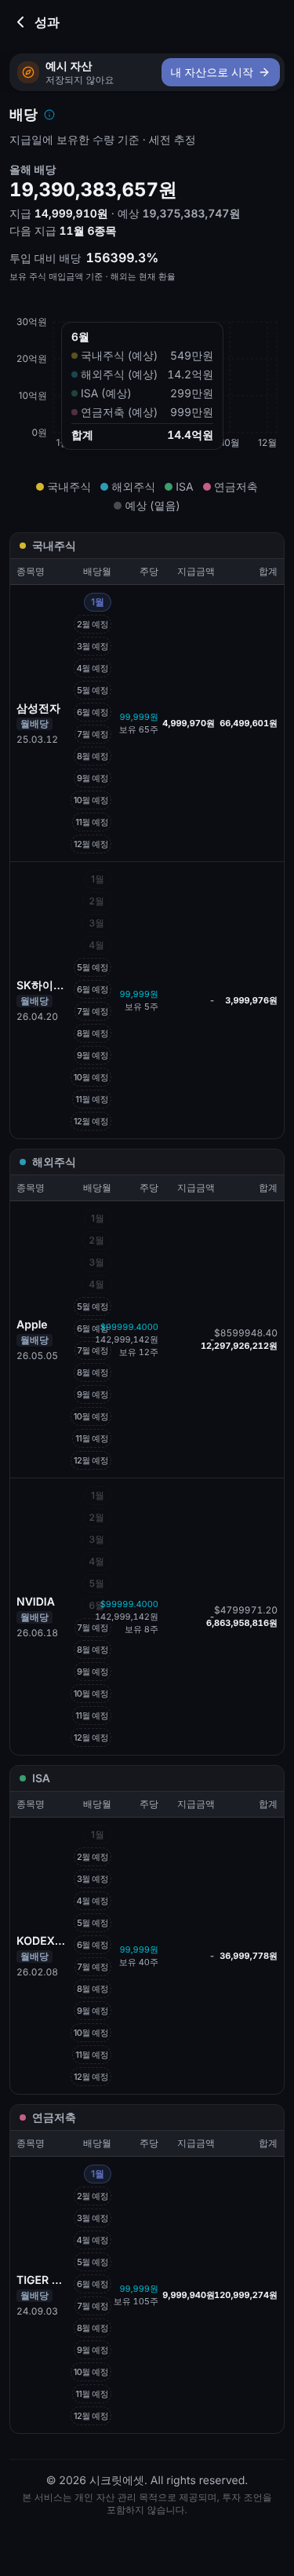 성과
예시 자산
저장되지 않아요
내 자산으로 시작 →
배당
지급일에 보유한 수량 기준 · 세전 추정
올해 배당
19,390,383,657원
지급 14,999,910원 · 예상 19,375,383,747원
다음 지급 11월 6종목
투입 대비 배당 156399.3%
보유 주식 매입금액 기준 · 해외는 현재 환율
30억원
20억원
10억원
0원
6월
국내주식 (예상) 549만원
해외주식 (예상) 14.2억원
ISA (예상) 299만원
연금저축 (예상) 999만원
합계 14.4억원
12월
국내주식 해외주식 ISA 연금저축
예상 (옅음)
국내주식
종목명 배당월 주당 지급금액 합계
삼성전자
월배당
25.03.12
1월
2월 예정
3월 예정
4월 예정
5월 예정
6월 예정
7월 예정
8월 예정
9월 예정
10월 예정
11월 예정
12월 예정
99,999원
보유 65주
4,999,970원 66,499,601원
SK하이...
월배당
26.04.20
1월
2월
3월
4월
5월 예정
6월 예정
7월 예정
8월 예정
9월 예정
10월 예정
11월 예정
12월 예정
99,999원
보유 5주
- 3,999,976원
해외주식
종목명 배당월 주당 지급금액 합계
Apple
월배당
26.05.05
1월
2월
3월
4월
5월 예정
6월 예정
7월 예정
8월 예정
9월 예정
10월 예정
11월 예정
12월 예정
$99999.4000
142,999,142원
보유 12주
-
$8599948.40
12,297,926,212원
NVIDIA
월배당
26.06.18
1월
2월
3월
4월
5월
6월
7월 예정
8월 예정
9월 예정
10월 예정
11월 예정
12월 예정
$99999.4000
142,999,142원
보유 8주
-
$4799971.20
6,863,958,816원
ISA
종목명 배당월 주당 지급금액 합계
KODEX...
월배당
26.02.08
1월
2월 예정
3월 예정
4월 예정
5월 예정
6월 예정
7월 예정
8월 예정
9월 예정
10월 예정
11월 예정
12월 예정
99,999원
보유 40주
- 36,999,778원
연금저축
종목명 배당월 주당 지급금액 합계
TIGER ...
월배당
24.09.03
1월
2월 예정
3월 예정
4월 예정
5월 예정
6월 예정
7월 예정
8월 예정
9월 예정
10월 예정
11월 예정
12월 예정
99,999원
보유 105주
9,999,940원 120,999,274원
© 2026 시크릿에셋. All rights reserved.
본 서비스는 개인 자산 관리 목적으로 제공되며, 투자 조언을
포함하지 않습니다.